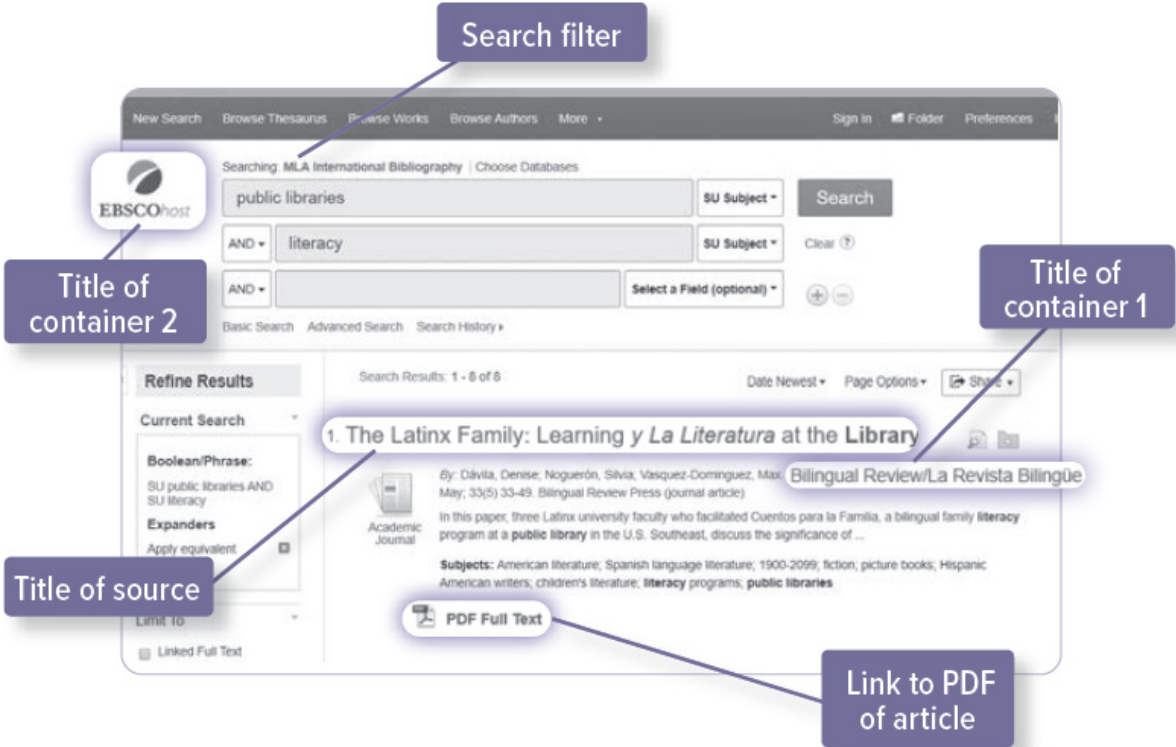 Search filter
New Search Browse Thesaurus Browse Works Browse Authors More
Sign In Folder Preferences
Searching: MLA International Bibliography Choose Databases
EBSCOhost
public libraries SU Subject Search
AND literacy SU Subject Clear ?
AND Select a Field (optional)
Title of
container 2
Title of
container 1
Basic Search Advanced Search Search History
Refine Results
Search Results: 1 - 8 of 8
Date Newest Page Options Share
Current Search
1. The Latinx Family: Learning y La Literatura at the Library
Boolean/Phrase:
SU public libraries AND
SU literacy
Expanders
Apply equivalent
Academic
Journal
By: Dávila, Denise; Noguerón, Silvia; Vasquez-Dominguez, Max. Bilingual Review/La Revista Bilingüe
May; 33(5) 33-49. Bilingual Review Press (journal article)
In this paper, three Latinx university faculty who facilitated Cuentos para la Familia, a bilingual family literacy
program at a public library in the U.S. Southeast, discuss the significance of ...
Subjects: American literature; Spanish language literature; 1900-2099; fiction; picture books; Hispanic
American writers; children's literature; literacy programs; public libraries
Title of source
PDF Full Text
Limit To
Linked Full Text
Link to PDF
of article